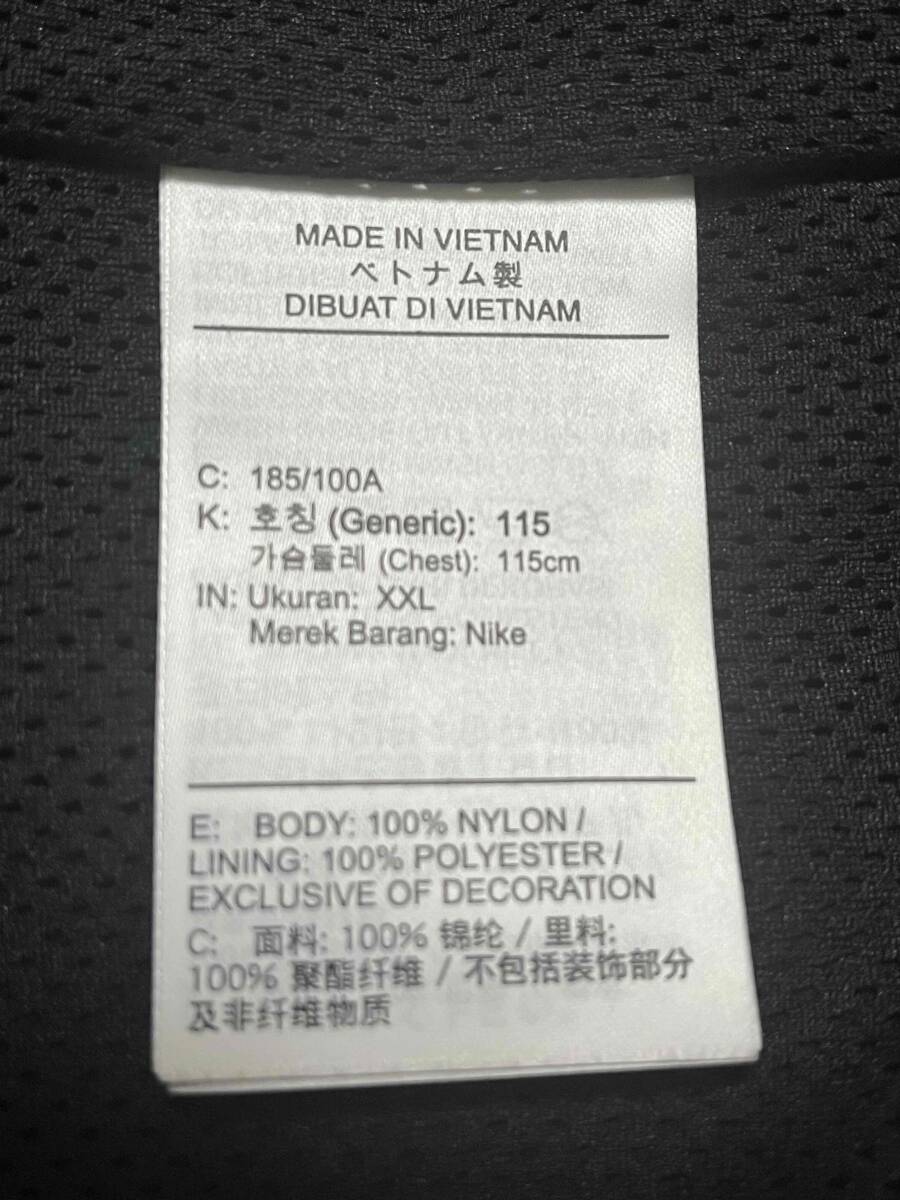 MADE IN VIETNAM
ベトナム製
DIBUAT DI VIETNAM
C: 185/100A
K: 호칭 (Generic): 115
가슴둘레 (Chest): 115cm
IN: Ukuran: XXL
Merek Barang: Nike
E: BODY: 100% NYLON /
LINING: 100% POLYESTER /
EXCLUSIVE OF DECORATION
C: 面料: 100% 锦纶 / 里料:
100% 聚酯纤维 / 不包括装饰部分
及非纤维物质